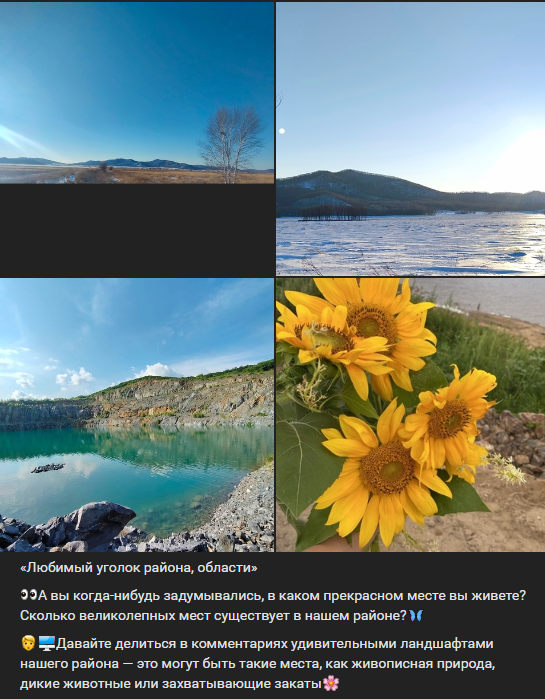 «Любимый уголок района, области»
👀А вы когда-нибудь задумывались, в каком прекрасном месте вы живете?
Сколько великолепных мест существует в нашем районе?🦋
👨‍💻Давайте делиться в комментариях удивительными ландшафтами
нашего района — это могут быть такие места, как живописная природа,
дикие животные или захватывающие закаты🌸